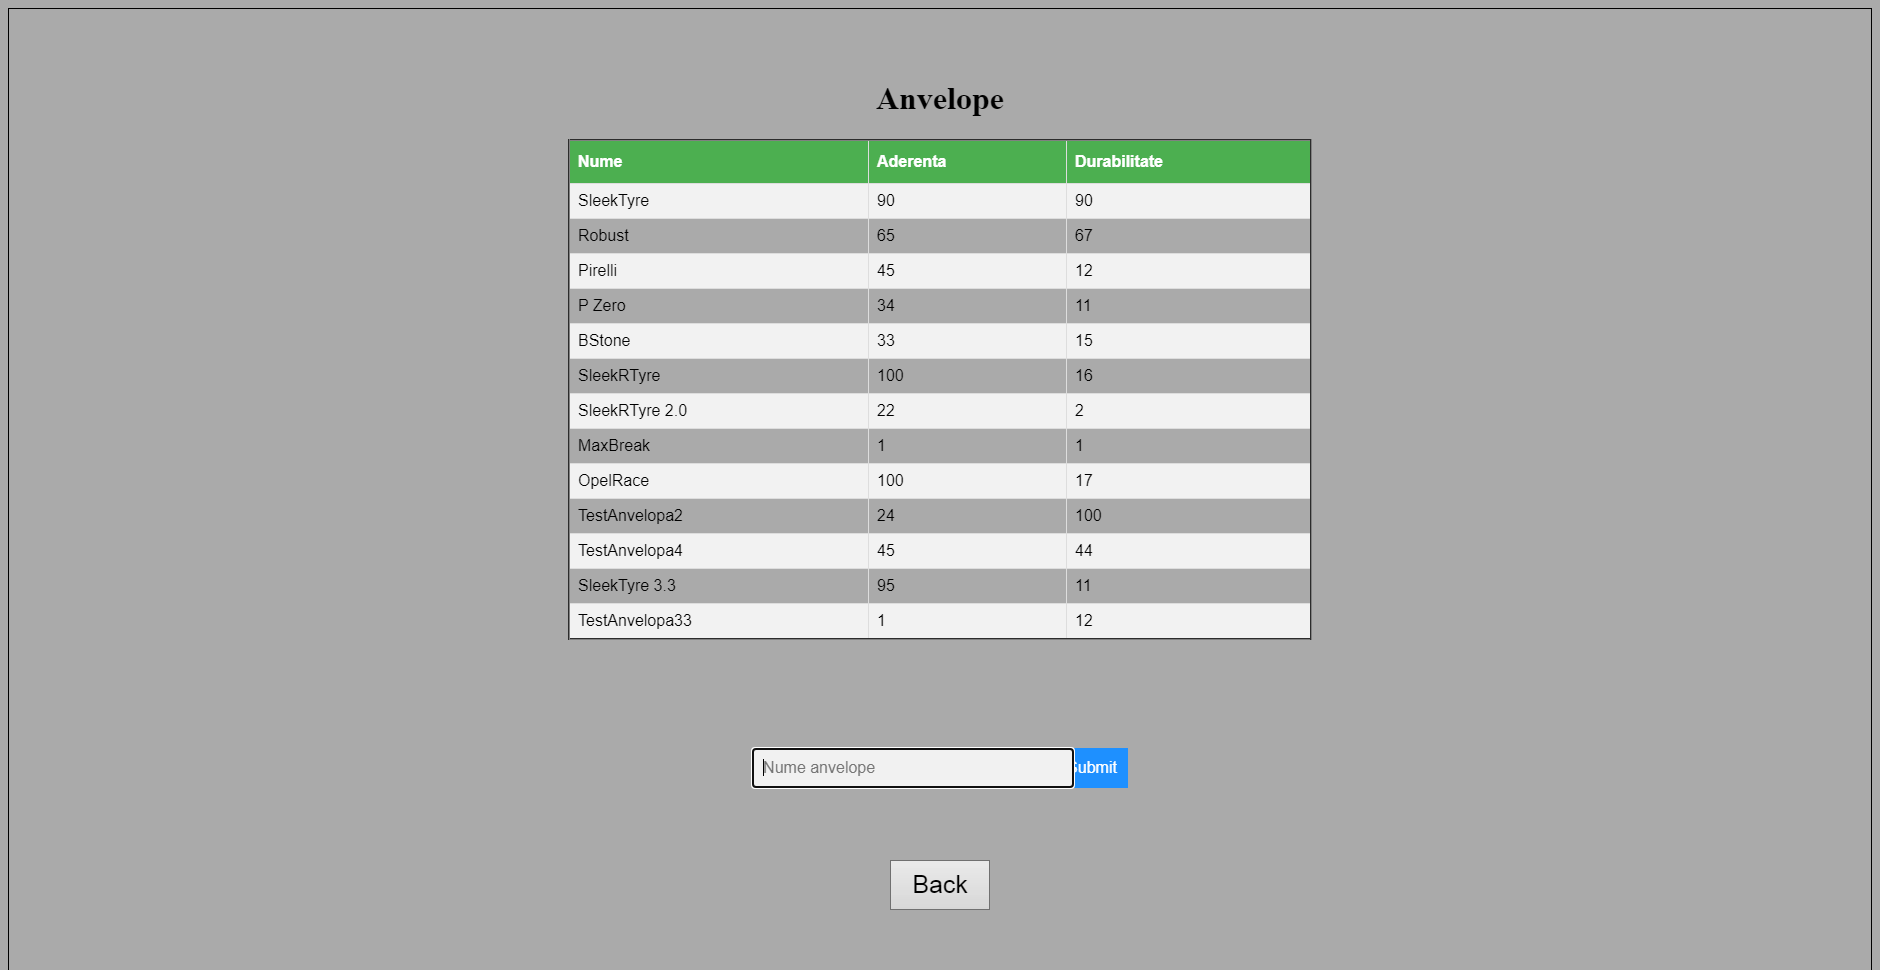 Anvelope
Nume Aderenta Durabilitate
SleekTyre 90 90
Robust 65 67
Pirelli 45 12
P Zero 34 11
BStone 33 15
SleekRTyre 100 16
SleekRTyre 2.0 22 2
MaxBreak 1 1
OpelRace 100 17
TestAnvelopa2 24 100
TestAnvelopa4 45 44
SleekTyre 3.3 95 11
TestAnvelopa33 1 12
Nume anvelope Submit
Back